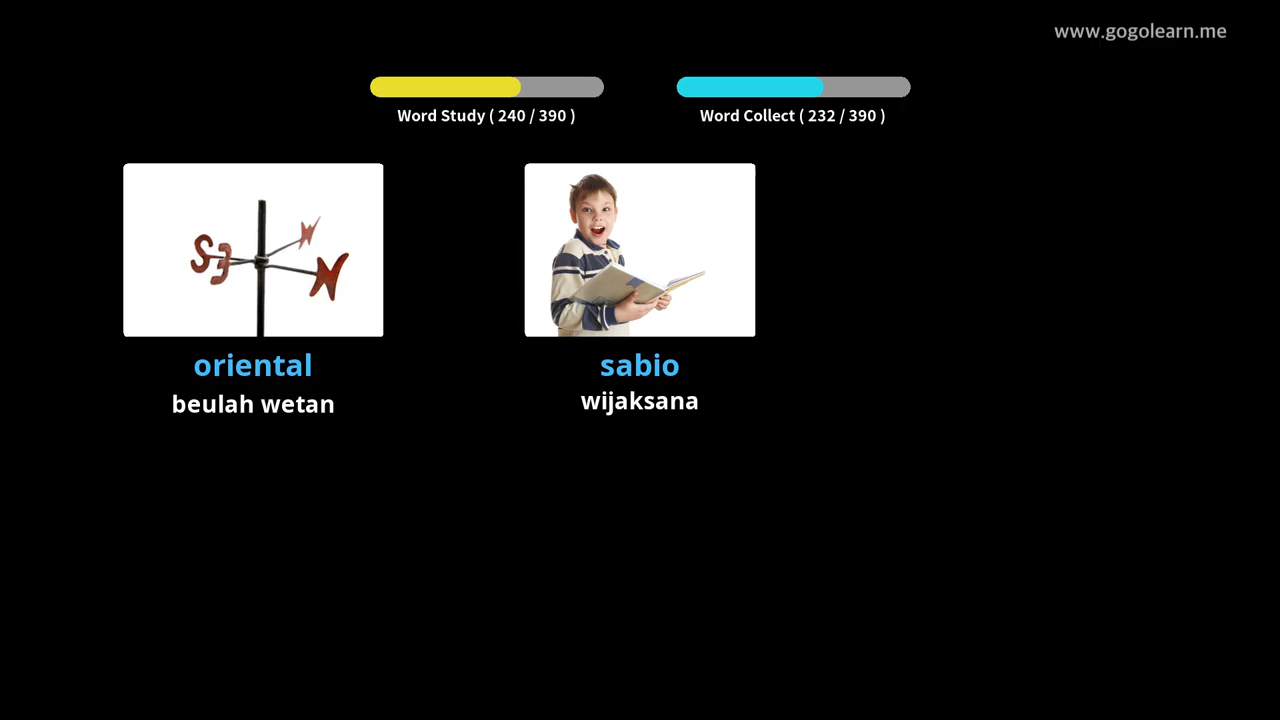 www.gogolearn.me
Word Study ( 240 / 390 )
Word Collect ( 232 / 390 )
S
E
N
oriental
beulah wetan
sabio
wijaksana